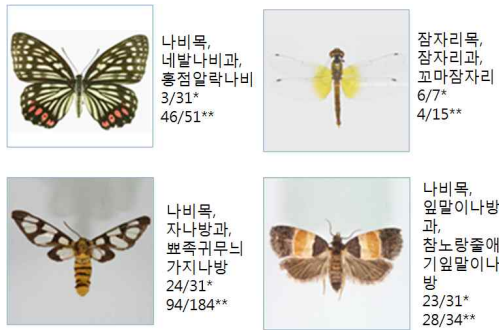 나비목,
네발나비과,
홍점알락나비
3/31*
46/51**
잠자리목,
잠자리과,
꼬마잠자리
6/7*
4/15**
나비목,
자나방과,
뾰족귀무늬
가지나방
24/31*
94/184**
나비목,
잎말이나방
과,
참노랑줄애
기잎말이나
방
23/31*
28/34**